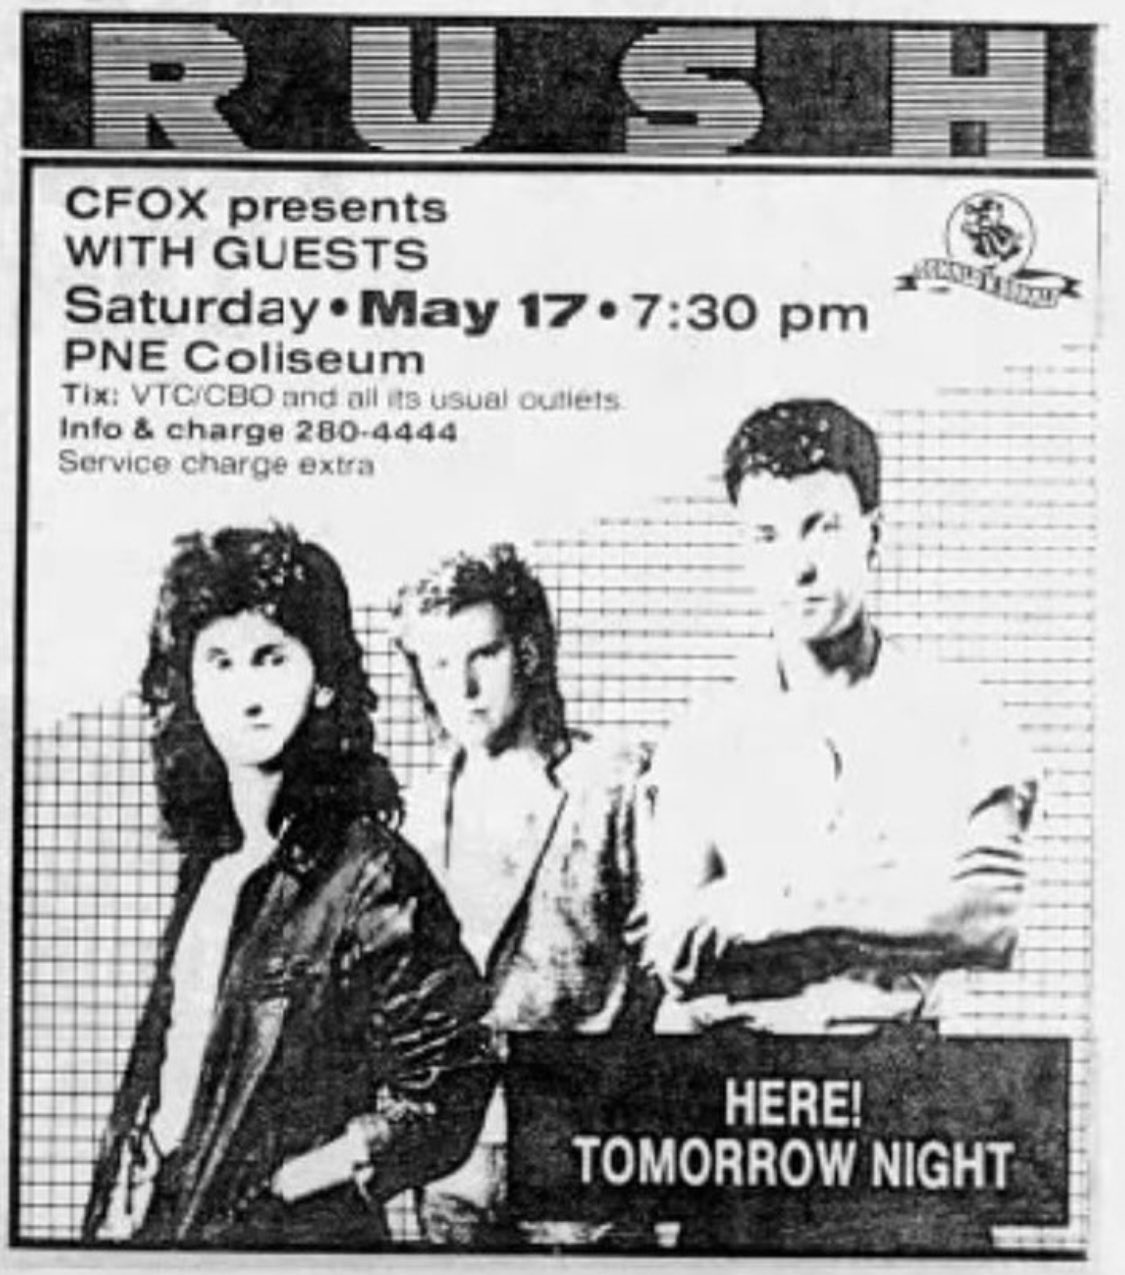 RUSH
CFOX presents
WITH GUESTS
Saturday • May 17 • 7:30 pm
PNE Coliseum
Tix: VTC/CBO and all its usual outlets.
Info & charge 280-4444
Service charge extra
HERE!
TOMORROW NIGHT